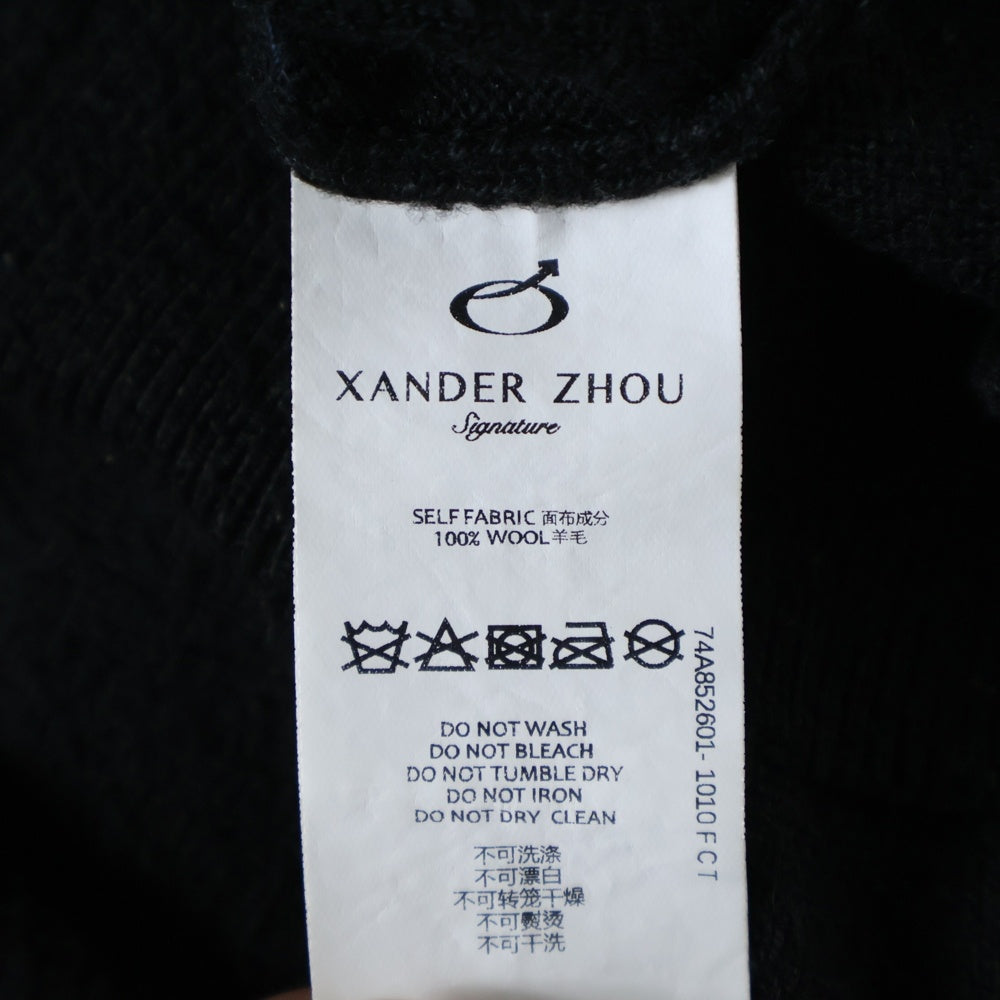 XANDER ZHOU
Signature
SELF FABRIC 面布成分
100% WOOL羊毛
DO NOT WASH
DO NOT BLEACH
DO NOT TUMBLE DRY
DO NOT IRON
DO NOT DRY CLEAN
不可洗涤
不可漂白
不可转笼干燥
不可熨烫
不可干洗
74A852601- 1010 F C T